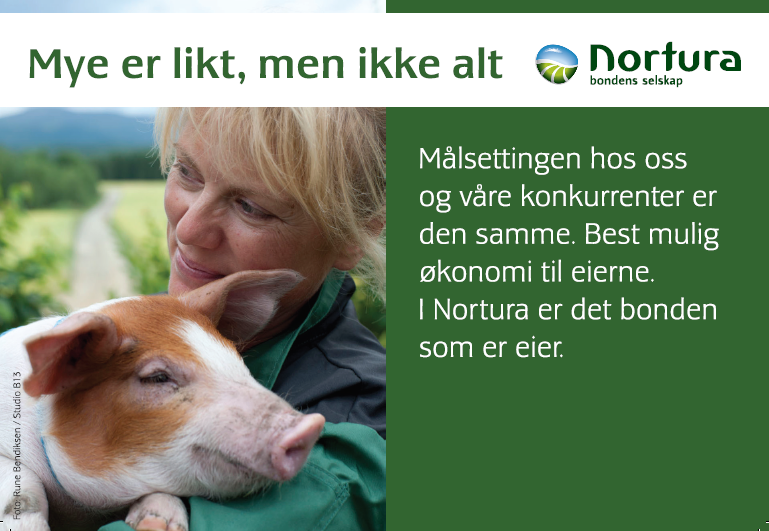 Mye er likt, men ikke alt
Nortura
bondens selskap
Målsettingen hos oss
og våre konkurrenter er
den samme. Best mulig
økonomi til eierne.
I Nortura er det bonden
som er eier.
Foto: Rune Bendiksen / Studio B13